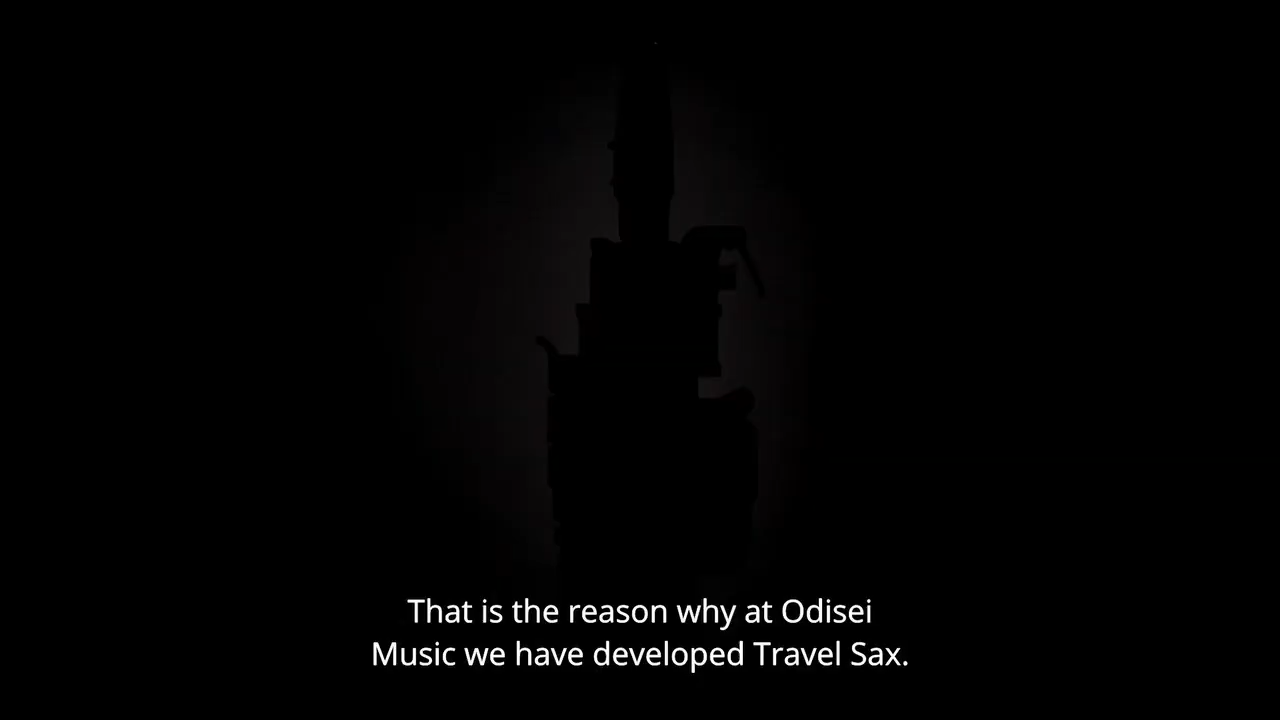 That is the reason why at Odisei
Music we have developed Travel Sax.